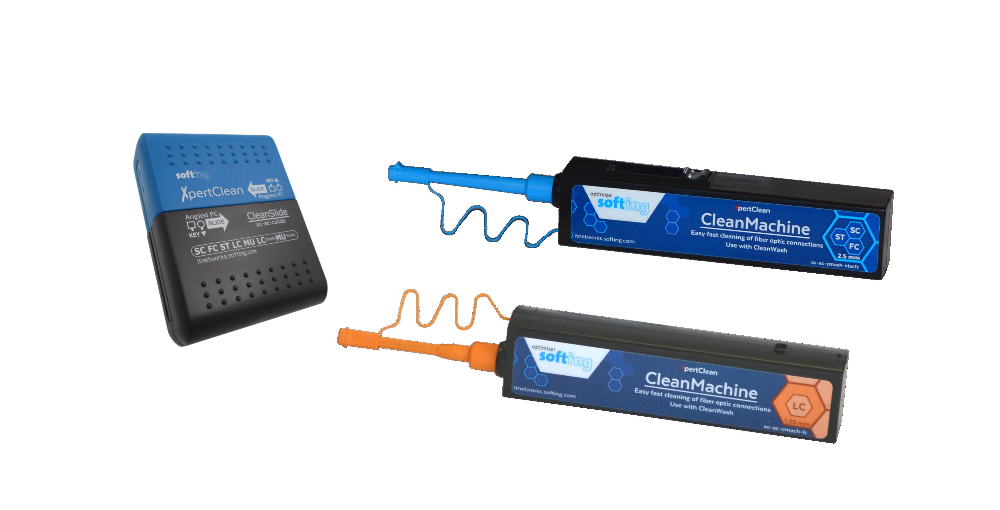 softing
XpertClean
KEY▲
SLIDE
Angled PC
Angled PC
SLIDE
KEY▼
CleanSlide
xc-ac-cslide
SC FC ST LC MU LC-Duplex MU-Duplex
itnetworks.softing.com
optimize!
softing
itnetworks.softing.com
XpertClean
CleanMachine
Easy fast cleaning of fiber optic connections
Use with CleanWash
SC
ST
FC
2.5 mm
xc-ac-cmach-stscfc
optimize!
softing
itnetworks.softing.com
XpertClean
CleanMachine
Easy fast cleaning of fiber optic connections
Use with CleanWash
LC
1.25 mm
xc-ac-cmach-lc